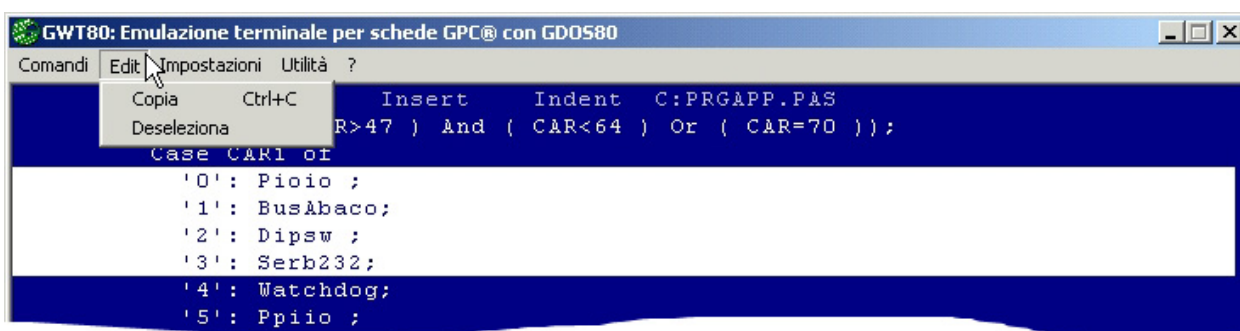 GWT80: Emulazione terminale per schede GPC® con GDOS80
Comandi Edit Impostazioni Utilità ?
Copia Ctrl+C
Deseleziona
Insert Indent C:PRGAPP.PAS
R>47 ) And ( CAR<64 ) Or ( CAR=70 ));
Case CAR1 of
'0': Pioio ;
'1': BusAbaco;
'2': Dipsw ;
'3': Serb232;
'4': Watchdog;
'5': Ppiio ;